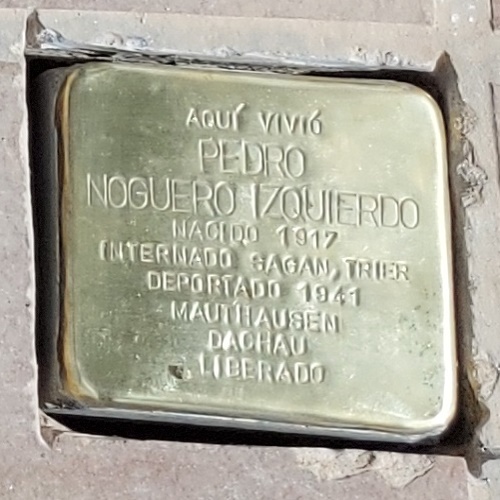 AQUÍ VIVIÓ
PEDRO
NOGUERO IZQUIERDO
NACIDO 1917
INTERNADO SAGAN, TRIER
DEPORTADO 1941
MAUTHAUSEN
DACHAU
LIBERADO